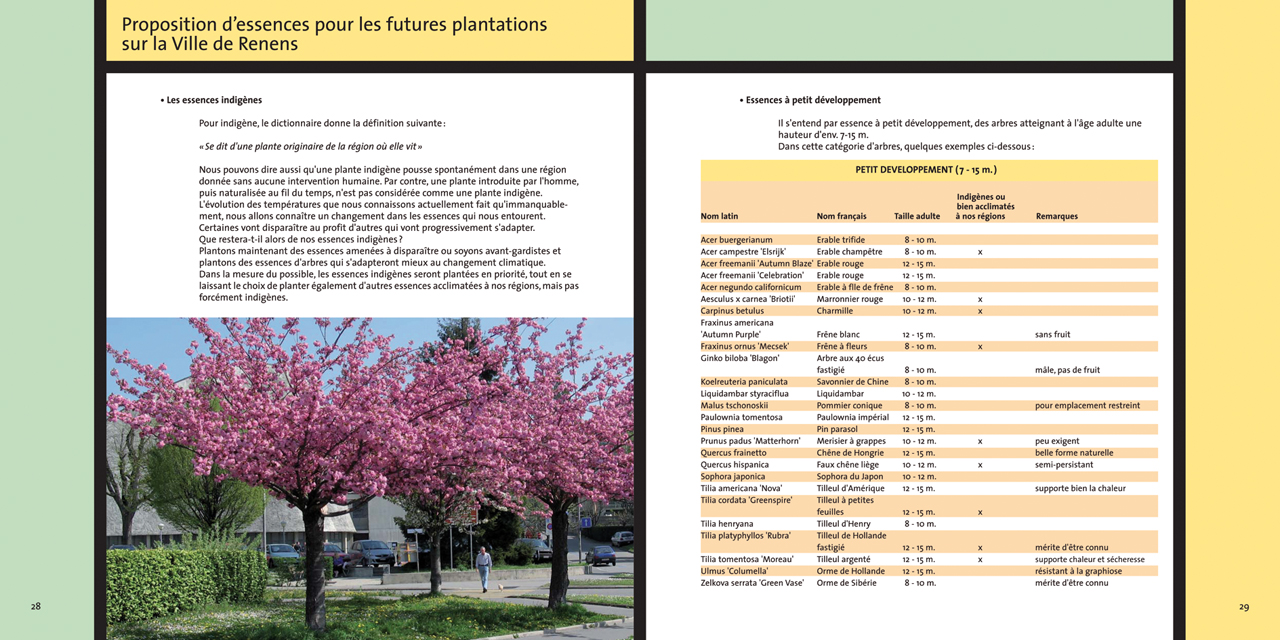 Proposition d’essences pour les futures plantations
sur la Ville de Renens
• Les essences indigènes
Pour indigène, le dictionnaire donne la définition suivante :
« Se dit d'une plante originaire de la région où elle vit »
Nous pouvons dire aussi qu'une plante indigène pousse spontanément dans une région
donnée sans aucune intervention humaine. Par contre, une plante introduite par l'homme,
puis naturalisée au fil du temps, n'est pas considérée comme une plante indigène.
L'évolution des températures que nous connaissons actuellement fait qu'immanquable-
ment, nous allons connaître un changement dans les essences qui nous entourent.
Certaines vont disparaître au profit d'autres qui vont progressivement s'adapter.
Que restera-t-il alors de nos essences indigènes ?
Plantons maintenant des essences amenées à disparaître ou soyons avant-gardistes et
plantons des essences d'arbres qui s'adapteront mieux au changement climatique.
Dans la mesure du possible, les essences indigènes seront plantées en priorité, tout en se
laissant le choix de planter également d'autres essences acclimatées à nos régions, mais pas
forcément indigènes.
28
• Essences à petit développement
Il s'entend par essence à petit développement, des arbres atteignant à l'âge adulte une
hauteur d'env. 7-15 m.
Dans cette catégorie d'arbres, quelques exemples ci-dessous :
PETIT DEVELOPPEMENT (7 - 15 m.)
Indigènes ou
bien acclimatés
Nom latin Nom français Taille adulte à nos régions Remarques
Acer buergerianum Erable trifide 8 - 10 m.
Acer campestre 'Elsrijk' Erable champêtre 8 - 10 m. x
Acer freemanii 'Autumn Blaze' Erable rouge 12 - 15 m.
Acer freemanii 'Celebration' Erable rouge 12 - 15 m.
Acer negundo californicum Erable à flle de frêne 8 - 10 m.
Aesculus x carnea 'Briotii' Marronnier rouge 10 - 12 m. x
Carpinus betulus Charmille 10 - 12 m. x
Fraxinus americana
'Autumn Purple' Frêne blanc 12 - 15 m. sans fruit
Fraxinus ornus 'Mecsek' Frêne à fleurs 8 - 10 m. x
Ginko biloba 'Blagon' Arbre aux 40 écus
fastigié 8 - 10 m. mâle, pas de fruit
Koelreuteria paniculata Savonnier de Chine 8 - 10 m.
Liquidambar styraciflua Liquidambar 10 - 12 m.
Malus tschonoskii Pommier conique 8 - 10 m. pour emplacement restreint
Paulownia tomentosa Paulownia impérial 12 - 15 m.
Pinus pinea Pin parasol 12 - 15 m.
Prunus padus 'Matterhorn' Merisier à grappes 10 - 12 m. x peu exigent
Quercus frainetto Chêne de Hongrie 12 - 15 m. belle forme naturelle
Quercus hispanica Faux chêne liège 10 - 12 m. x semi-persistant
Sophora japonica Sophora du Japon 10 - 12 m.
Tilia americana 'Nova' Tilleul d'Amérique 12 - 15 m. supporte bien la chaleur
Tilia cordata 'Greenspire' Tilleul à petites
feuilles 12 - 15 m. x
Tilia henryana Tilleul d'Henry 8 - 10 m.
Tilia platyphyllos 'Rubra' Tilleul de Hollande
fastigié 12 - 15 m. x mérite d'être connu
Tilia tomentosa 'Moreau' Tilleul argenté 12 - 15 m. x supporte chaleur et sécheresse
Ulmus 'Columella' Orme de Hollande 12 - 15 m. résistant à la graphiose
Zelkova serrata 'Green Vase' Orme de Sibérie 8 - 10 m. mérite d'être connu
29